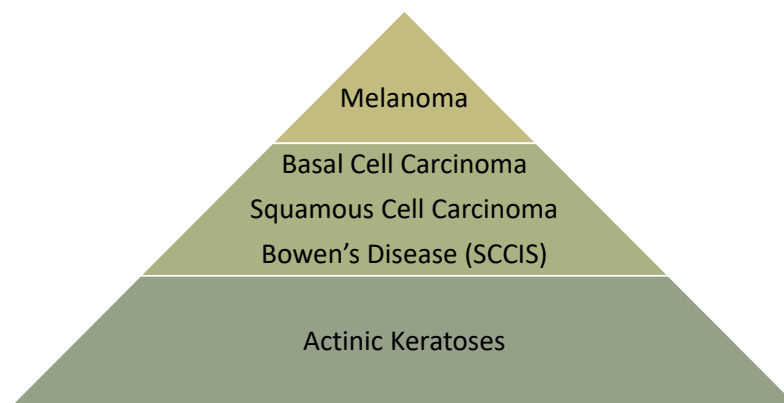 Melanoma
Basal Cell Carcinoma
Squamous Cell Carcinoma
Bowen’s Disease (SCCIS)
Actinic Keratoses